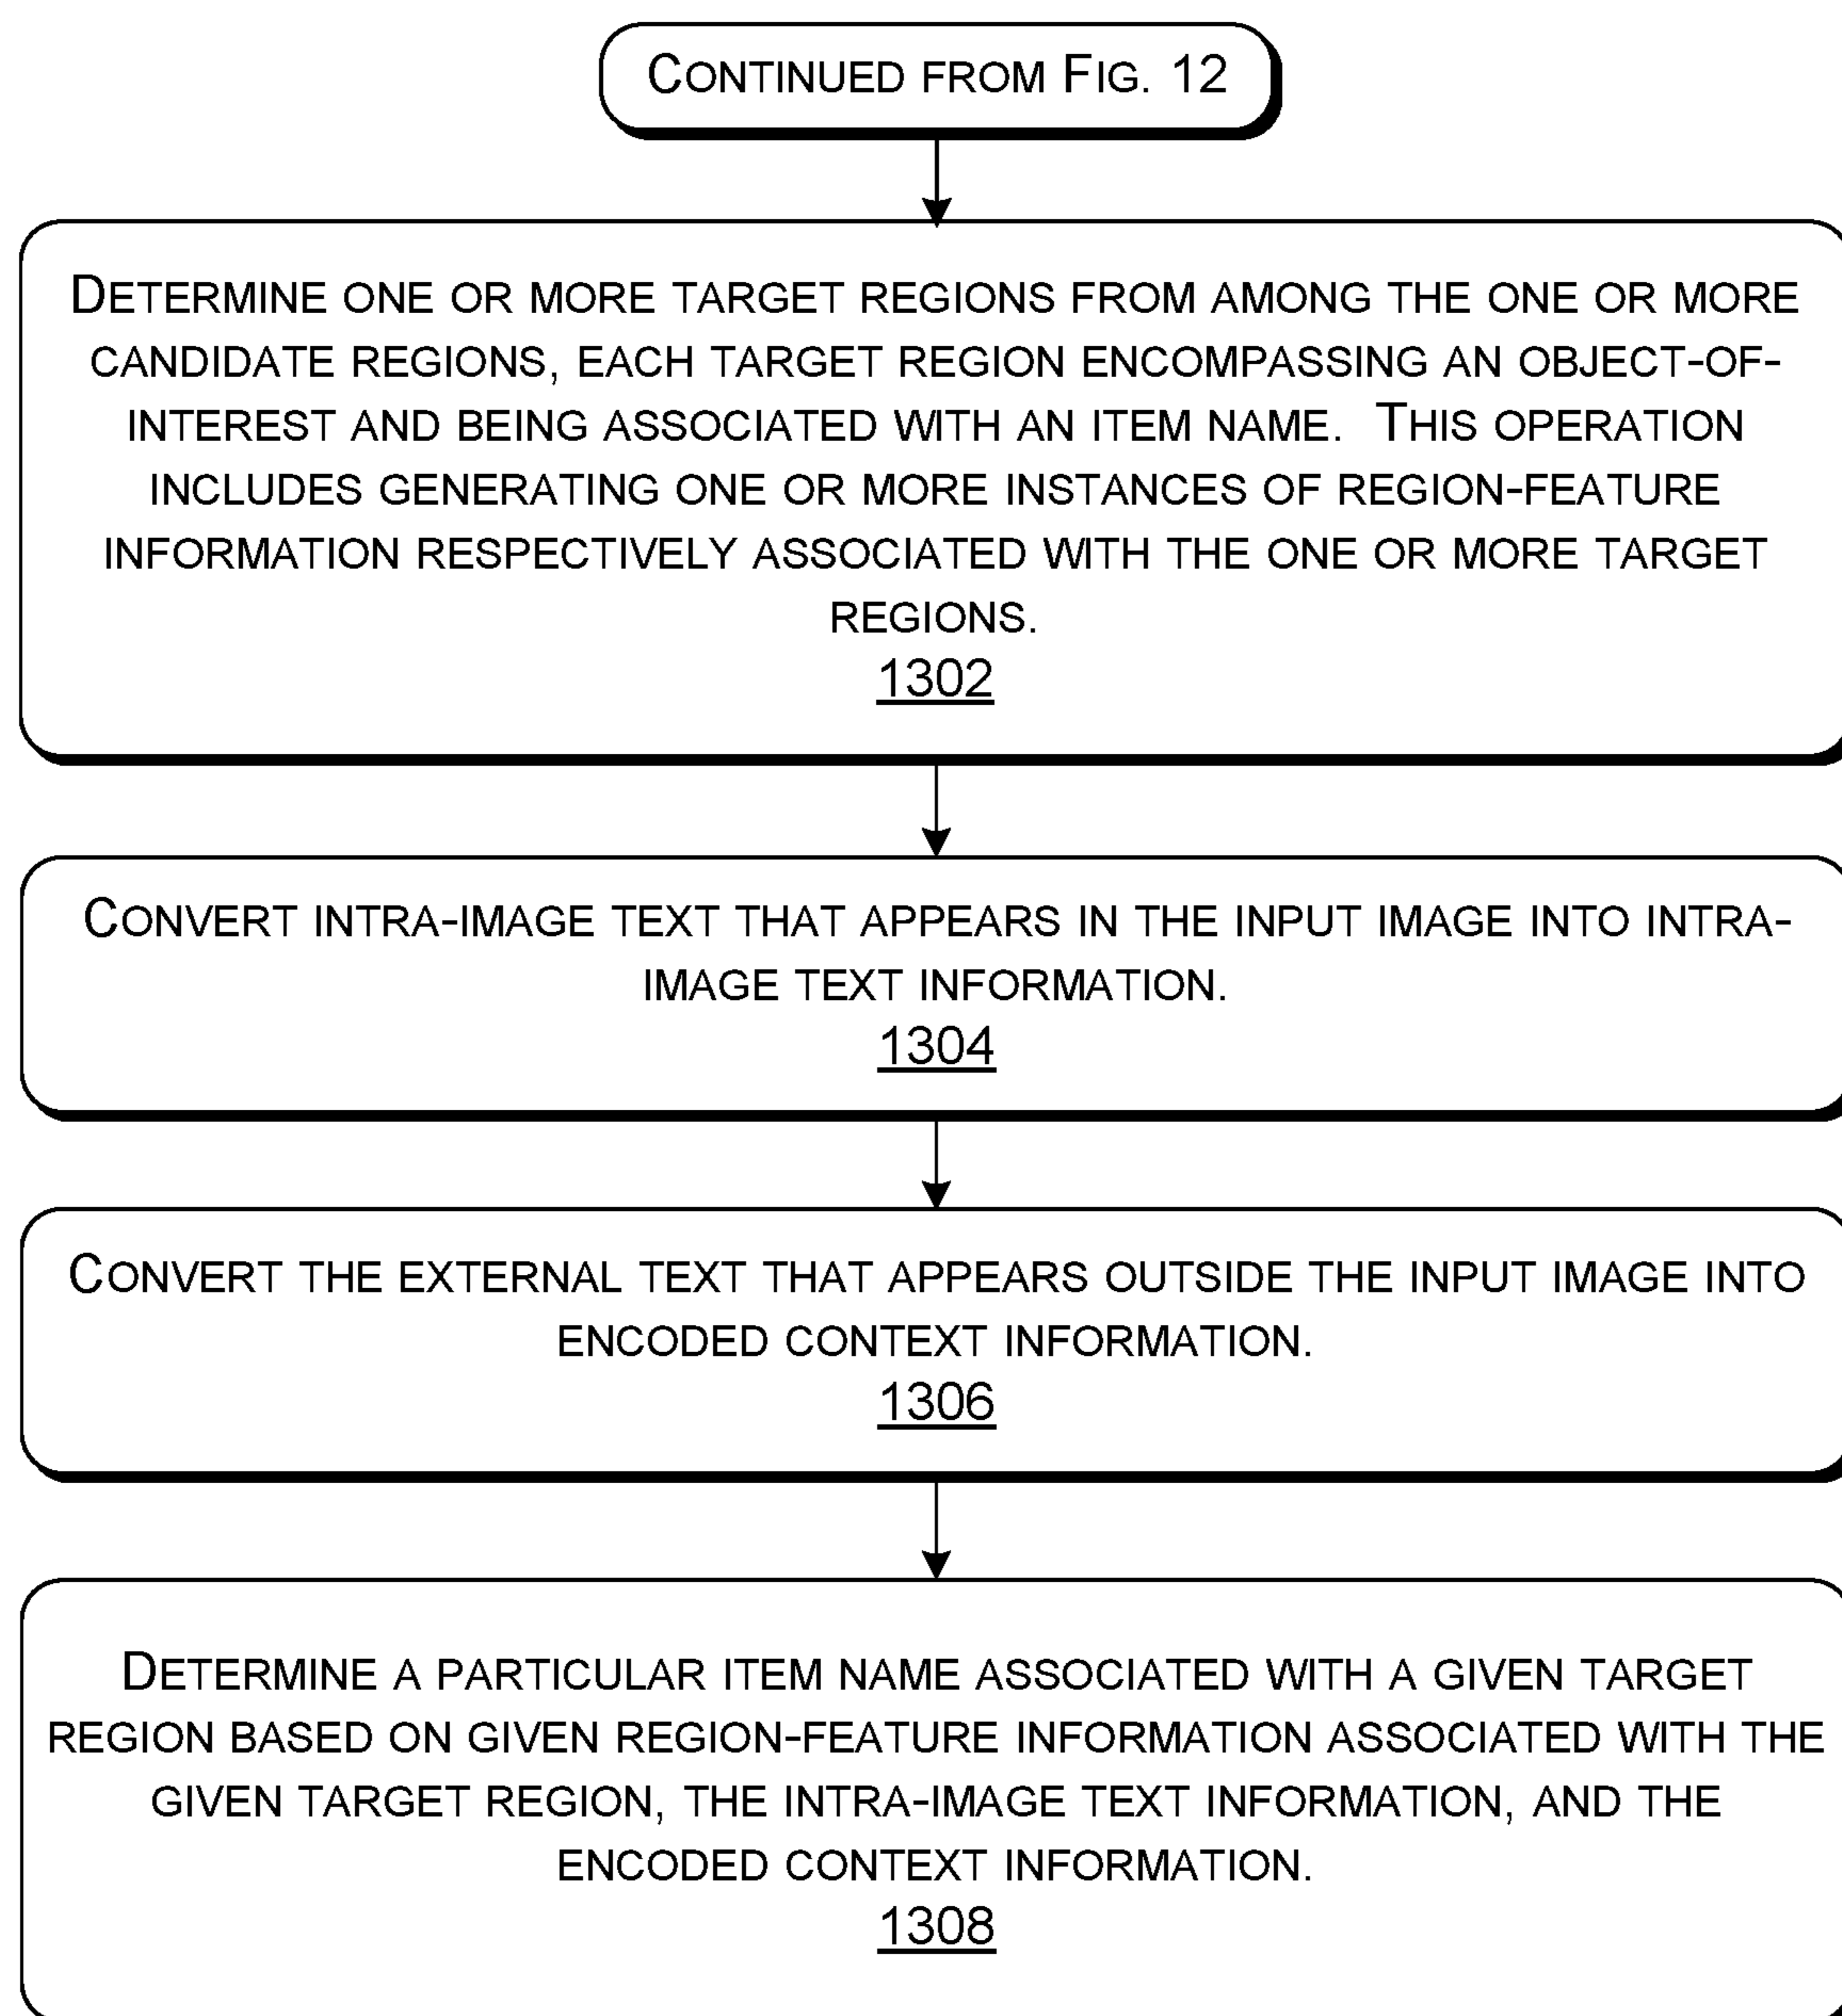 CONTINUED FROM FIG. 12
DETERMINE ONE OR MORE TARGET REGIONS FROM AMONG THE ONE OR MORE
CANDIDATE REGIONS, EACH TARGET REGION ENCOMPASSING AN OBJECT-OF-
INTEREST AND BEING ASSOCIATED WITH AN ITEM NAME. THIS OPERATION
INCLUDES GENERATING ONE OR MORE INSTANCES OF REGION-FEATURE
INFORMATION RESPECTIVELY ASSOCIATED WITH THE ONE OR MORE TARGET
REGIONS.
1302
CONVERT INTRA-IMAGE TEXT THAT APPEARS IN THE INPUT IMAGE INTO INTRA-
IMAGE TEXT INFORMATION.
1304
CONVERT THE EXTERNAL TEXT THAT APPEARS OUTSIDE THE INPUT IMAGE INTO
ENCODED CONTEXT INFORMATION.
1306
DETERMINE A PARTICULAR ITEM NAME ASSOCIATED WITH A GIVEN TARGET
REGION BASED ON GIVEN REGION-FEATURE INFORMATION ASSOCIATED WITH THE
GIVEN TARGET REGION, THE INTRA-IMAGE TEXT INFORMATION, AND THE
ENCODED CONTEXT INFORMATION.
1308